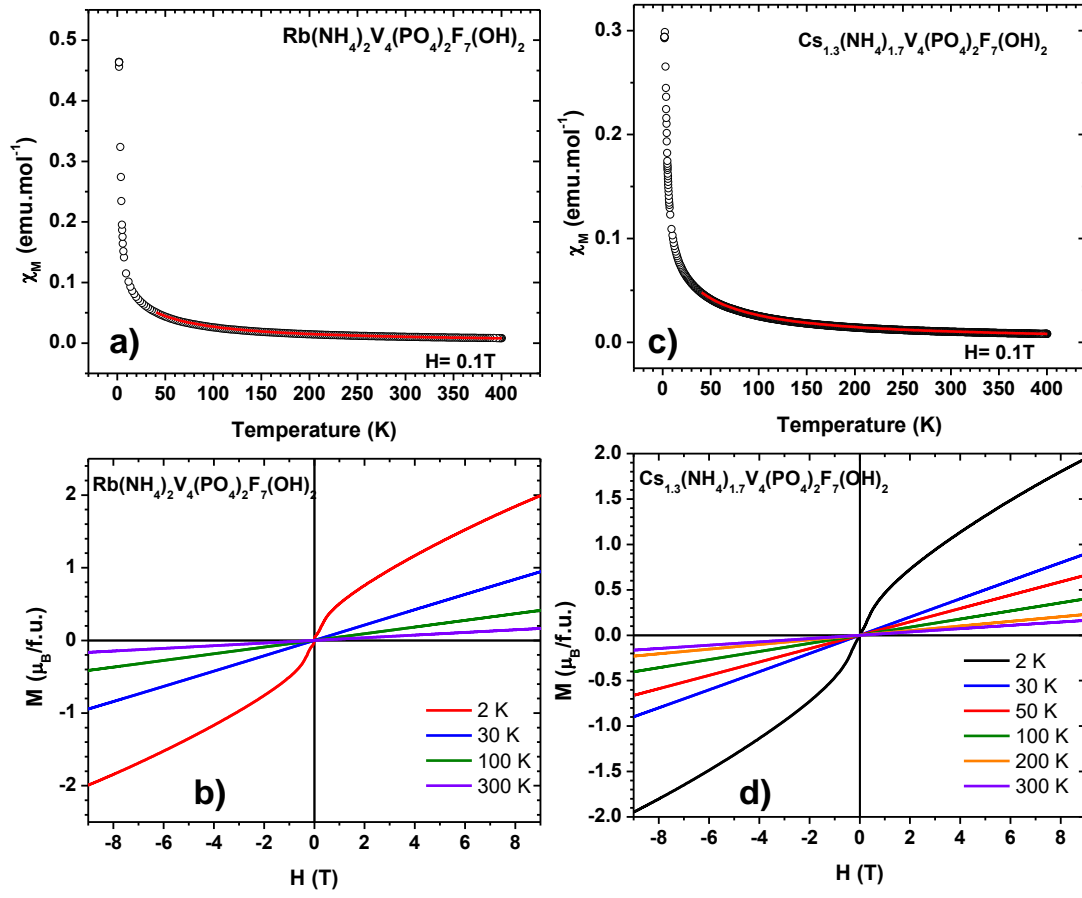 Rb(NH₄)₂V₄(PO₄)₂F₇(OH)₂
χM (emu.mol⁻¹)
0.5
0.4
0.3
0.2
0.1
0.0
a)
H= 0.1T
0 50 100 150 200 250 300 350 400
Temperature (K)
Cs₁.₃(NH₄)₁.₇V₄(PO₄)₂F₇(OH)₂
χM (emu.mol⁻¹)
0.3
0.2
0.1
0.0
c)
H= 0.1T
0 50 100 150 200 250 300 350 400
Temperature (K)
Rb(NH₄)₂V₄(PO₄)₂F₇(OH)₂
M (μB/f.u.)
2
1
0
-1
-2
2 K
30 K
100 K
300 K
b)
-8 -6 -4 -2 0 2 4 6 8
H (T)
Cs₁.₃(NH₄)₁.₇V₄(PO₄)₂F₇(OH)₂
M (μB/f.u.)
2.0
1.5
1.0
0.5
0.0
-0.5
-1.0
-1.5
-2.0
2 K
30 K
50 K
100 K
200 K
300 K
d)
-8 -6 -4 -2 0 2 4 6 8
H (T)